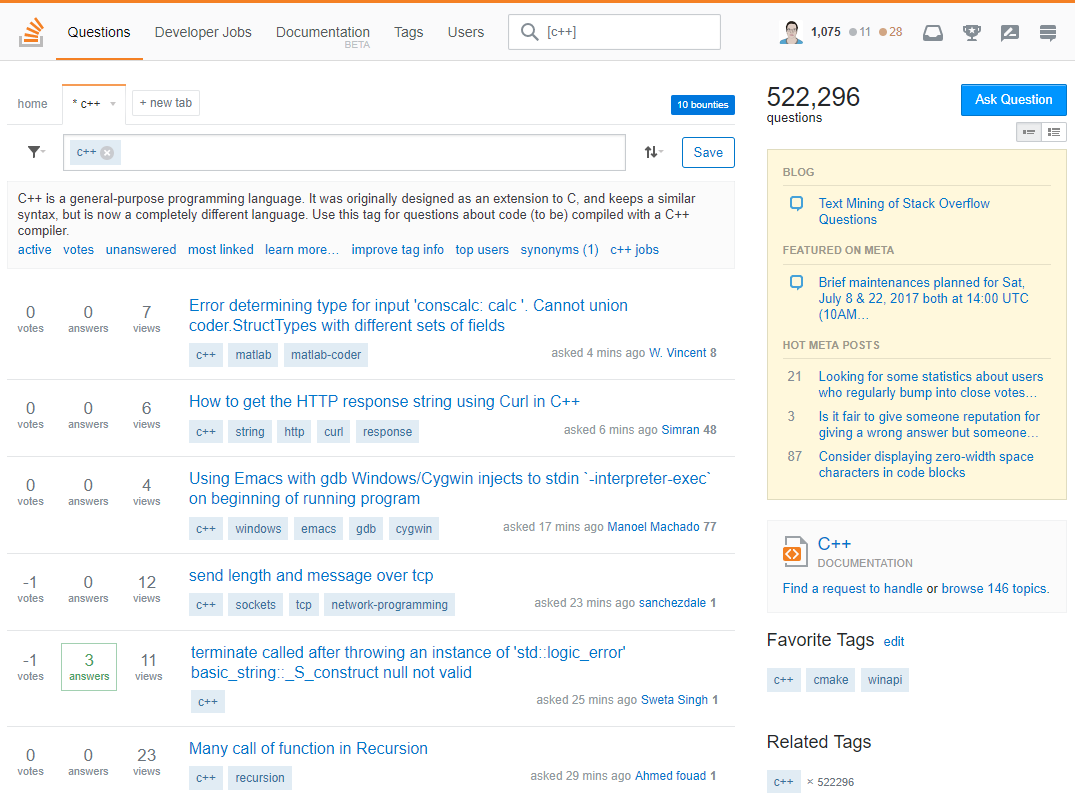 Questions Developer Jobs Documentation Tags Users [c++] 1,075 11 28
BETA
home * c++ + new tab 10 bounties
c++ Save
C++ is a general-purpose programming language. It was originally designed as an extension to C, and keeps a similar
syntax, but is now a completely different language. Use this tag for questions about code (to be) compiled with a C++
compiler.
active votes unanswered most linked learn more… improve tag info top users synonyms (1) c++ jobs
0 votes 0 answers 7 views
Error determining type for input 'conscalc: calc '. Cannot union
coder.StructTypes with different sets of fields
c++ matlab matlab-coder
asked 4 mins ago W. Vincent 8
0 votes 0 answers 6 views
How to get the HTTP response string using Curl in C++
c++ string http curl response
asked 6 mins ago Simran 48
0 votes 0 answers 4 views
Using Emacs with gdb Windows/Cygwin injects to stdin `-interpreter-exec`
on beginning of running program
c++ windows emacs gdb cygwin
asked 17 mins ago Manoel Machado 77
-1 votes 0 answers 12 views
send length and message over tcp
c++ sockets tcp network-programming
asked 23 mins ago sanchezdale 1
-1 votes 3 answers 11 views
terminate called after throwing an instance of 'std::logic_error'
basic_string::_S_construct null not valid
c++
asked 25 mins ago Sweta Singh 1
0 votes 0 answers 23 views
Many call of function in Recursion
c++ recursion
asked 29 mins ago Ahmed fouad 1
522,296
questions
Ask Question
BLOG
Text Mining of Stack Overflow
Questions
FEATURED ON META
Brief maintenances planned for Sat,
July 8 & 22, 2017 both at 14:00 UTC
(10AM…
HOT META POSTS
21 Looking for some statistics about users
who regularly bump into close votes…
3 Is it fair to give someone reputation for
giving a wrong answer but someone…
87 Consider displaying zero-width space
characters in code blocks
C++
DOCUMENTATION
Find a request to handle or browse 146 topics.
Favorite Tags edit
c++ cmake winapi
Related Tags
c++ × 522296